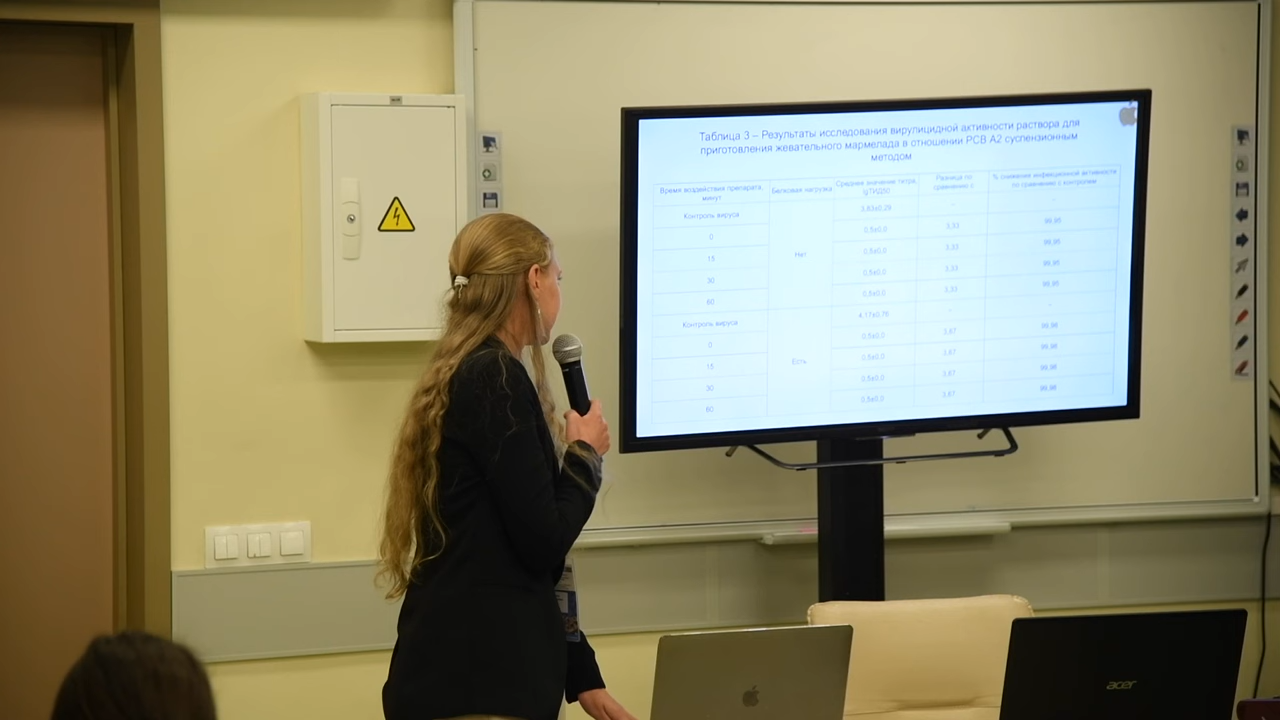 Таблица 3 – Результаты исследования вирулицидной активности раствора для
приготовления жевательного мармелада в отношении РСВ А2 суспензионным
методом
Время воздействия препарата, минут
Белковая нагрузка
Среднее значение титра, lgТИД50
Разница по сравнению с
% снижение инфекционной активности по сравнению с контролем
Контроль вируса
Нет
3,83±0,29
-
-
0
0,5±0,0
3,33
99,95
15
0,5±0,0
3,33
99,95
30
0,5±0,0
3,33
99,95
60
0,5±0,0
3,33
99,95
Контроль вируса
Есть
4,17±0,76
-
-
0
0,5±0,0
3,67
99,98
15
0,5±0,0
3,67
99,98
30
0,5±0,0
3,67
99,98
60
0,5±0,0
3,67
99,98
acer